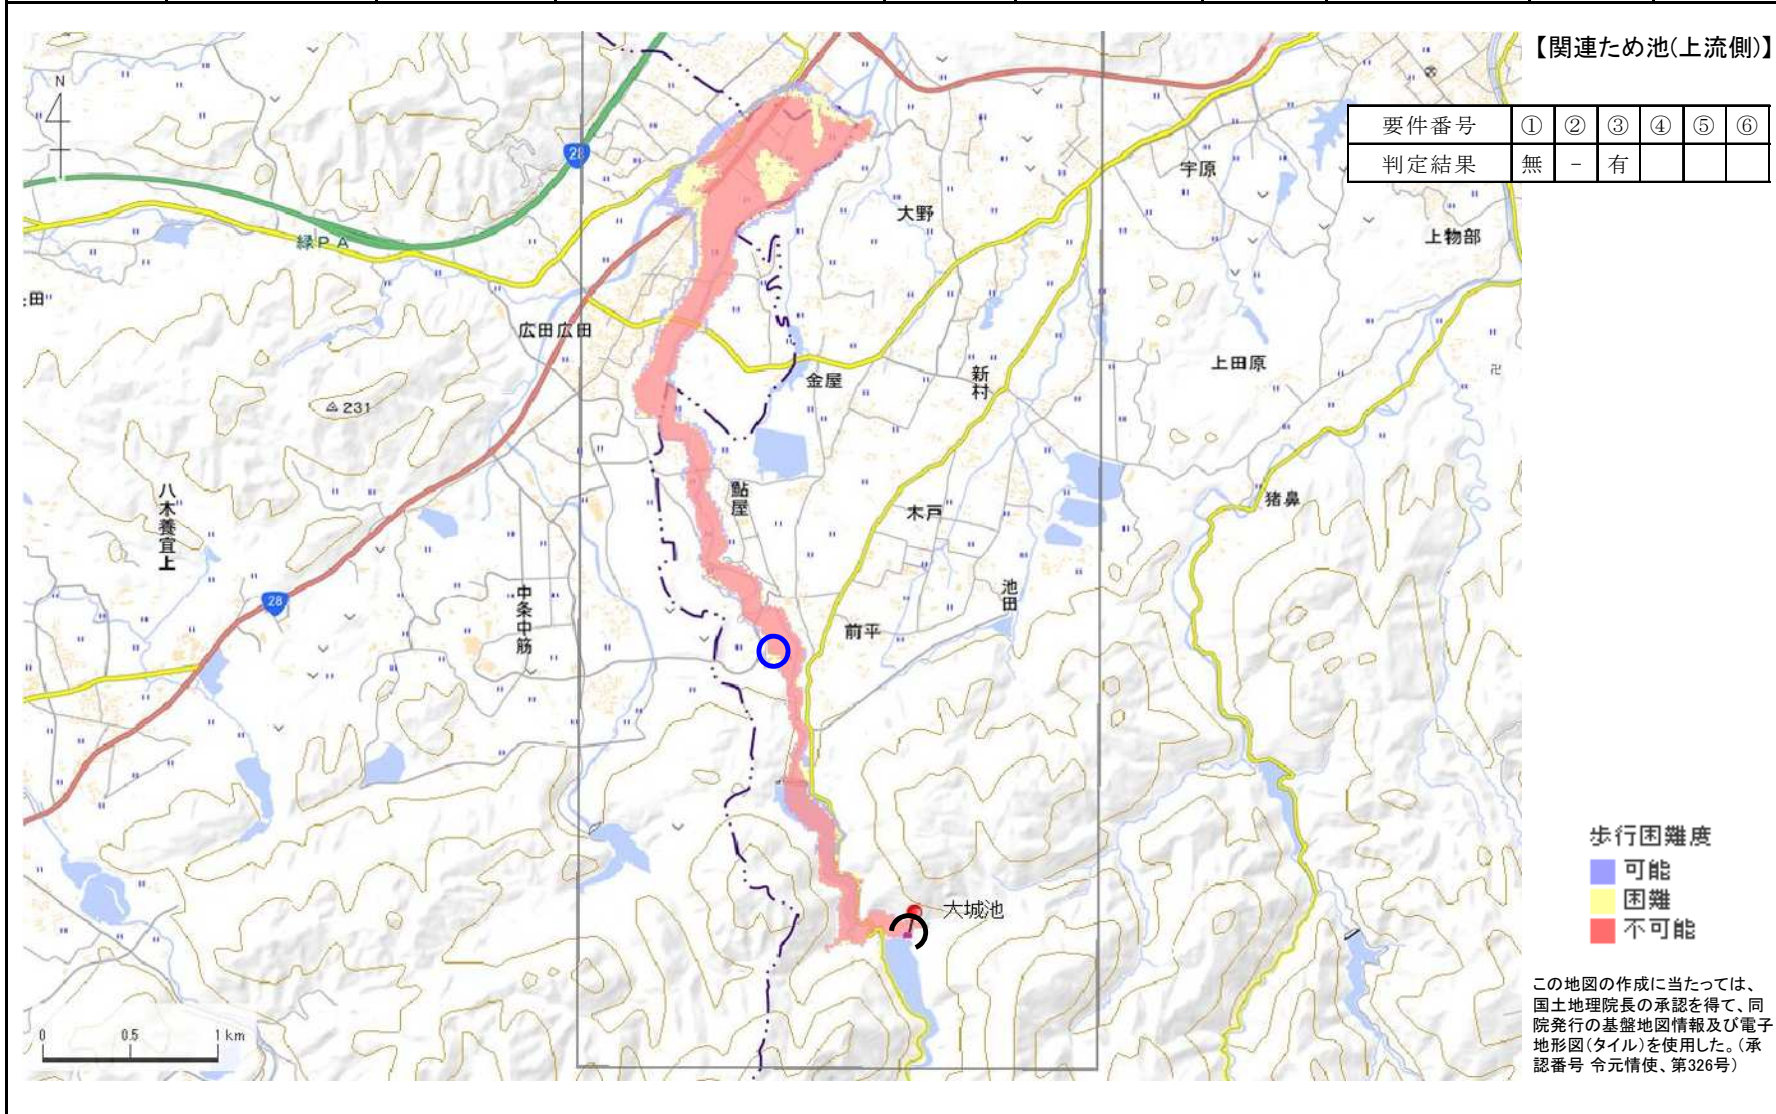 【関連ため池(上流側)】
要件番号 ① ② ③ ④ ⑤ ⑥
判定結果 無 - 有
N
28
宇原
大野
上物部
緑PA
田
広田広田
上田原
金屋
新村
231
鮎屋
猪鼻
八木養宜上
木戸
池田
28
中条中筋
前平
大城池
歩行困難度
可能
困難
不可能
この地図の作成に当たっては、
国土地理院長の承認を得て、同
院発行の基盤地図情報及び電子
地形図(タイル)を使用した。(承
認番号 令元情使、第326号)
0 0.5 1 km